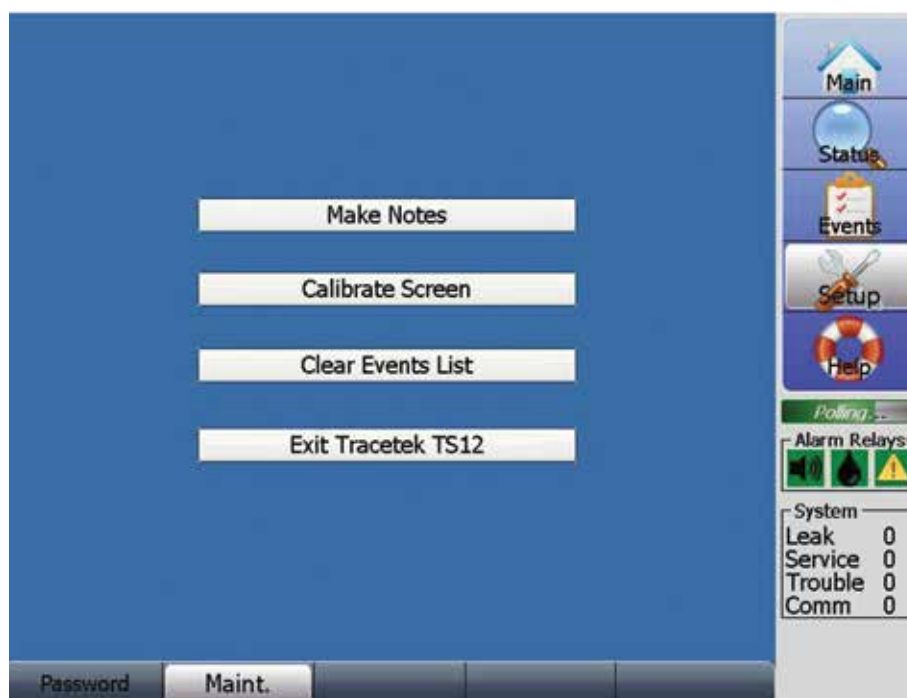 Make Notes
Calibrate Screen
Clear Events List
Exit Tracetek TS12
Password
Maint.
Main
Status
Events
Setup
Help
Polling...
Alarm Relays
System
Leak 0
Service 0
Trouble 0
Comm 0